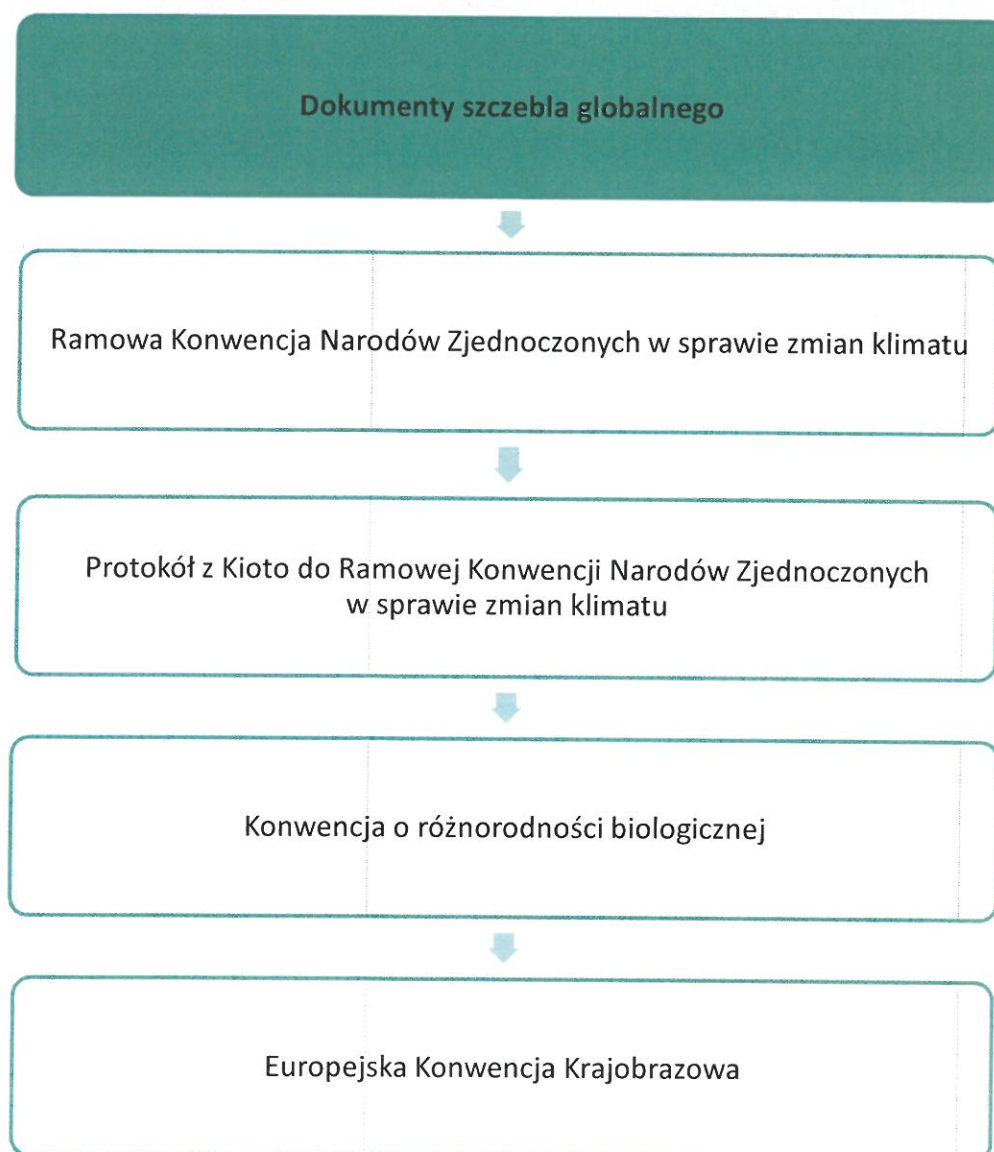 Dokumenty szczebla globalnego
Ramowa Konwencja Narodów Zjednoczonych w sprawie zmian klimatu
Protokół z Kioto do Ramowej Konwencji Narodów Zjednoczonych
w sprawie zmian klimatu
Konwencja o różnorodności biologicznej
Europejska Konwencja Krajobrazowa